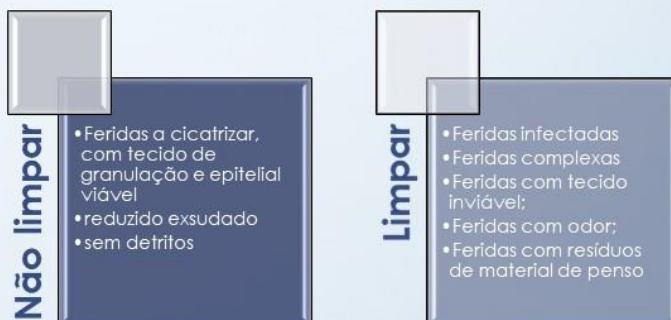 Não limpar
•Feridas a cicatrizar,
com tecido de
granulação e epitelial
viável
•reduzido exsudado
•sem detritos
Limpar
•Feridas infectadas
•Feridas complexas
•Feridas com tecido
inviável;
•Feridas com odor;
•Feridas com resíduos
de material de penso